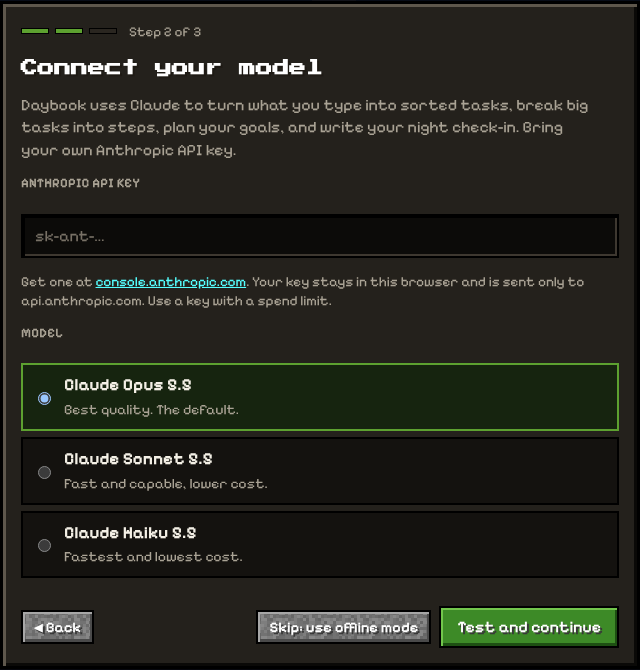 Step 2 of 3
Connect your model
Daybook uses Claude to turn what you type into sorted tasks, break big
tasks into steps, plan your goals, and write your night check-in. Bring
your own Anthropic API key.
ANTHROPIC API KEY
sk-ant-...
Get one at console.anthropic.com. Your key stays in this browser and is sent only to
api.anthropic.com. Use a key with a spend limit.
MODEL
Claude Opus
Best quality. The default.
Claude Sonnet
Fast and capable, lower cost.
Claude Haiku
Fastest and lowest cost.
◀ Back
Skip: use offline mode
Test and continue